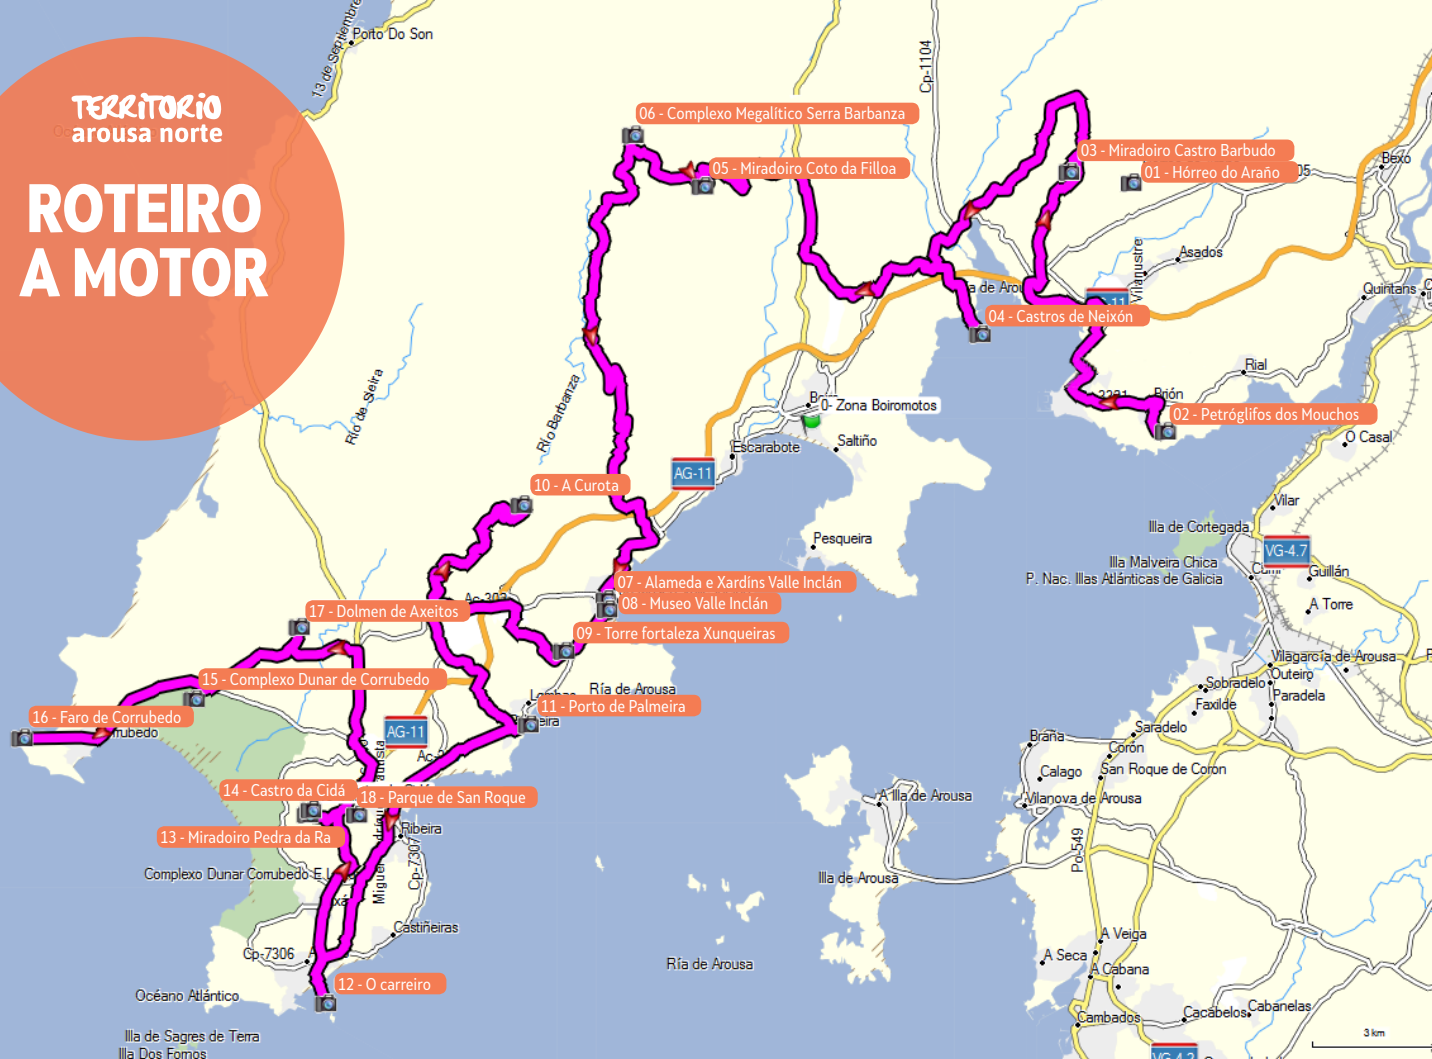 TERRITORIO
arousa norte
ROTEIRO
A MOTOR
Porto Do Son
13 de Septiembre
Cp-1104
06 - Complexo Megalítico Serra Barbanza
05 - Miradoiro Coto da Filloa
03 - Miradoiro Castro Barbudo
01 - Hórreo do Araño
05
Bexo
Asados
Vilanustre
Quintáns
04 - Castros de Neixón
Rial
Brión
02 - Petróglifos dos Mouchos
O Casal
Río de Sieira
Río Barbanza
0- Zona Boiromotos
Saltiño
Escarabote
AG-11
10 - A Curota
Vilar
Illa de Cortegada
VG-4.7
Illa Malveira Chica
P. Nac. Illas Atlánticas de Galicia
Guillán
A Torre
Pesqueira
07 - Alameda e Xardíns Valle Inclán
08 - Museo Valle Inclán
09 - Torre fortaleza Xunqueiras
17 - Dolmen de Axeitos
15 - Complexo Dunar de Corrubedo
16 - Faro de Corrubedo
Ría de Arousa
11 - Porto de Palmeira
AG-11
Vilagarcía de Arousa
Outeiro
Sobradelo
Paradela
Faxilde
Saradelo
Braña
Corón
Calago
San Roque de Coron
A Illa de Arousa
Vilanova de Arousa
14 - Castro da Cidá
18 - Parque de San Roque
13 - Miradoiro Pedra da Ra
Ribeira
Cp-7307
Miguel
Complexo Dunar Corrubedo E
Po-549
Illa de Arousa
Castiñeiras
Cp-7306
Ría de Arousa
A Veiga
A Seca
A Cabana
12 - O carreiro
Océano Atlántico
Cambados
Cacabelos
Cabanelas
Illa de Sagres de Terra
Illa Dos Fornos
3 km